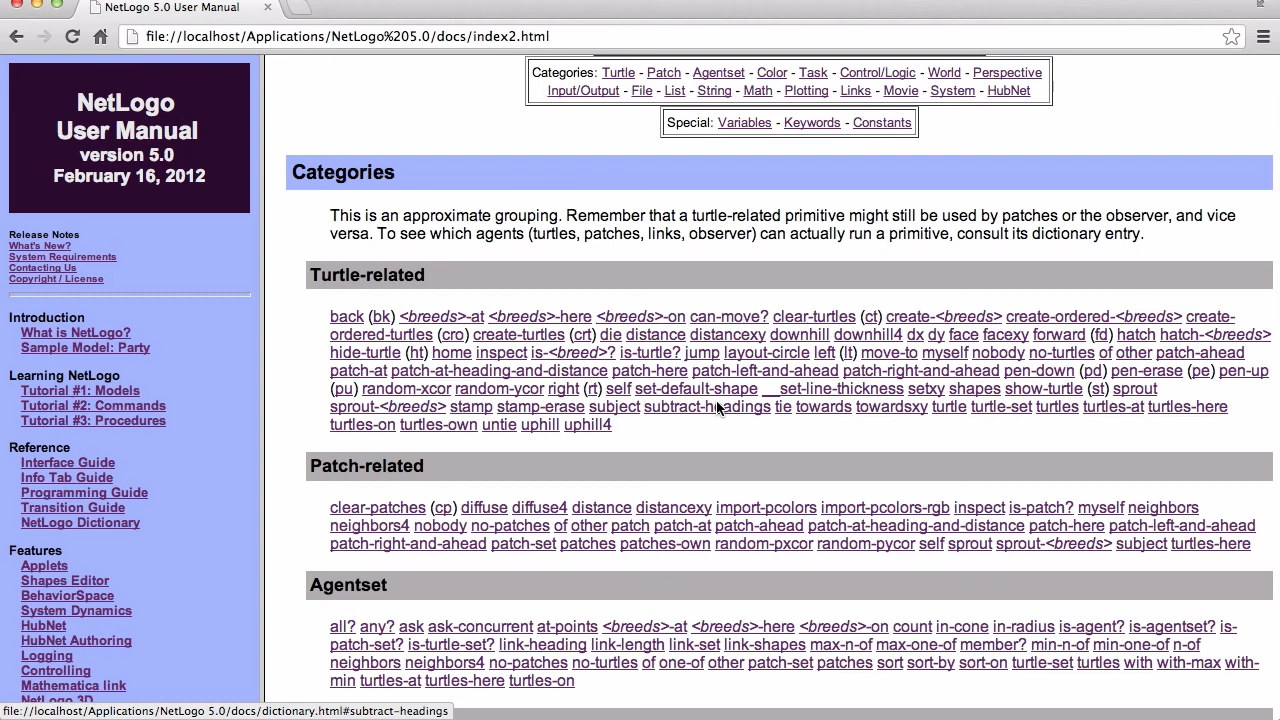 NetLogo 5.0 User Manual
file://localhost/Applications/NetLogo%205.0/docs/index2.html
NetLogo
User Manual
version 5.0
February 16, 2012
Release Notes
What's New?
System Requirements
Contacting Us
Copyright / License
Introduction
What is NetLogo?
Sample Model: Party
Learning NetLogo
Tutorial #1: Models
Tutorial #2: Commands
Tutorial #3: Procedures
Reference
Interface Guide
Info Tab Guide
Programming Guide
Transition Guide
NetLogo Dictionary
Features
Applets
Shapes Editor
BehaviorSpace
System Dynamics
HubNet
HubNet Authoring
Logging
Controlling
Mathematica link
NetLogo 3D
Categories: Turtle - Patch - Agentset - Color - Task - Control/Logic - World - Perspective
Input/Output - File - List - String - Math - Plotting - Links - Movie - System - HubNet
Special: Variables - Keywords - Constants
Categories
This is an approximate grouping. Remember that a turtle-related primitive might still be used by patches or the observer, and vice
versa. To see which agents (turtles, patches, links, observer) can actually run a primitive, consult its dictionary entry.
Turtle-related
back (bk) <breeds>-at <breeds>-here <breeds>-on can-move? clear-turtles (ct) create-<breeds> create-ordered-<breeds> create-
ordered-turtles (cro) create-turtles (crt) die distance distancexy downhill downhill4 dx dy face facexy forward (fd) hatch hatch-<breeds>
hide-turtle (ht) home inspect is-<breed>? is-turtle? jump layout-circle left (lt) move-to myself nobody no-turtles of other patch-ahead
patch-at patch-at-heading-and-distance patch-here patch-left-and-ahead patch-right-and-ahead pen-down (pd) pen-erase (pe) pen-up
(pu) random-xcor random-ycor right (rt) self set-default-shape __set-line-thickness setxy shapes show-turtle (st) sprout
sprout-<breeds> stamp stamp-erase subject subtract-headings tie towards towardsxy turtle turtle-set turtles turtles-at turtles-here
turtles-on turtles-own untie uphill uphill4
Patch-related
clear-patches (cp) diffuse diffuse4 distance distancexy import-pcolors import-pcolors-rgb inspect is-patch? myself neighbors
neighbors4 nobody no-patches of other patch patch-at patch-ahead patch-at-heading-and-distance patch-here patch-left-and-ahead
patch-right-and-ahead patch-set patches patches-own random-pxcor random-pycor self sprout sprout-<breeds> subject turtles-here
Agentset
all? any? ask ask-concurrent at-points <breeds>-at <breeds>-here <breeds>-on count in-cone in-radius is-agent? is-agentset? is-
patch-set? is-turtle-set? link-heading link-length link-set link-shapes max-n-of max-one-of member? min-n-of min-one-of n-of
neighbors neighbors4 no-patches no-turtles of one-of other patch-set patches sort sort-by sort-on turtle-set turtles with with-max with-
min turtles-at turtles-here turtles-on
file://localhost/Applications/NetLogo 5.0/docs/dictionary.html#subtract-headings